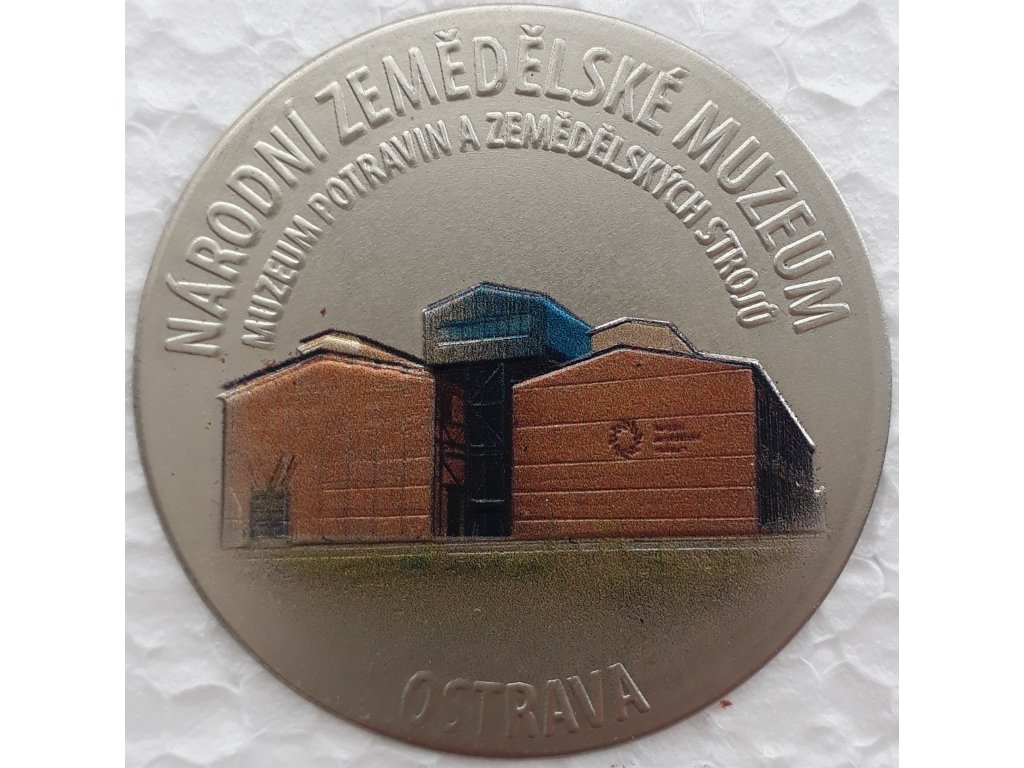 NÁRODNÍ ZEMĚDĚLSKÉ MUZEUM
MUZEUM POTRAVIN A ZEMĚDĚLSKÝCH STROJŮ
OSTRAVA